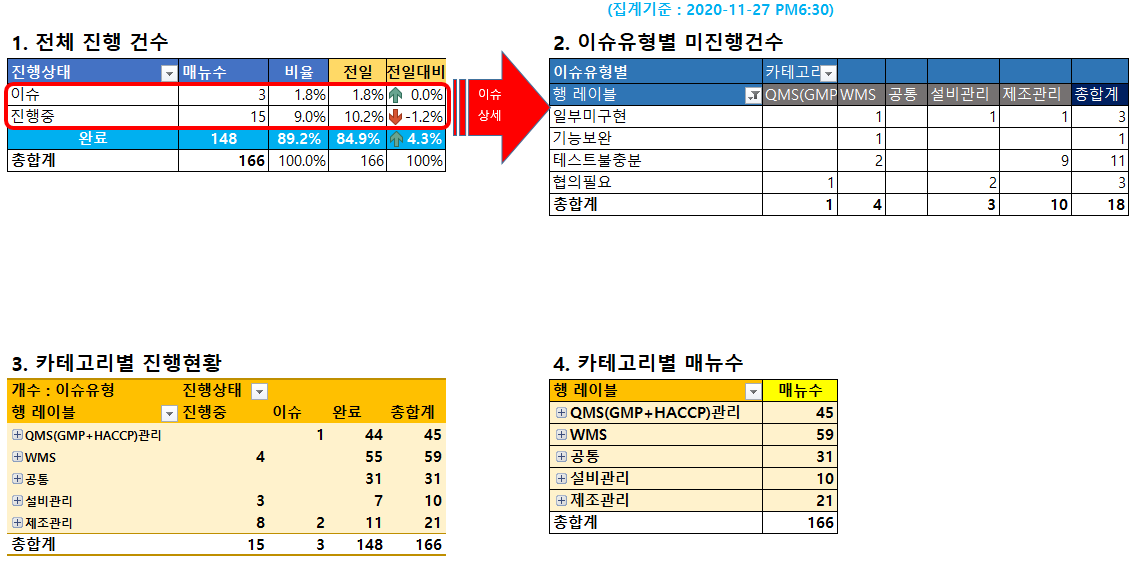 (집계기준 : 2020-11-27 PM6:30)
1. 전체 진행 건수
진행상태 매뉴수 비율 전일 전일대비
이슈 3 1.8% 1.8% 0.0%
진행중 15 9.0% 10.2% -1.2%
완료 148 89.2% 84.9% 4.3%
총합계 166 100.0% 166 100%
이슈
상세
2. 이슈유형별 미진행건수
이슈유형별 카테고리
행 레이블 QMS(GMP WMS 공통 설비관리 제조관리 총합계
일부미구현 1 1 1 3
기능보완 1 1
테스트불충분 2 9 11
협의필요 1 2 3
총합계 1 4 3 10 18
3. 카테고리별 진행현황
개수 : 이슈유형 진행상태
행 레이블 진행중 이슈 완료 총합계
QMS(GMP+HACCP)관리 1 44 45
WMS 4 55 59
공통 31 31
설비관리 3 7 10
제조관리 8 2 11 21
총합계 15 3 148 166
4. 카테고리별 매뉴수
행 레이블 매뉴수
QMS(GMP+HACCP)관리 45
WMS 59
공통 31
설비관리 10
제조관리 21
총합계 166